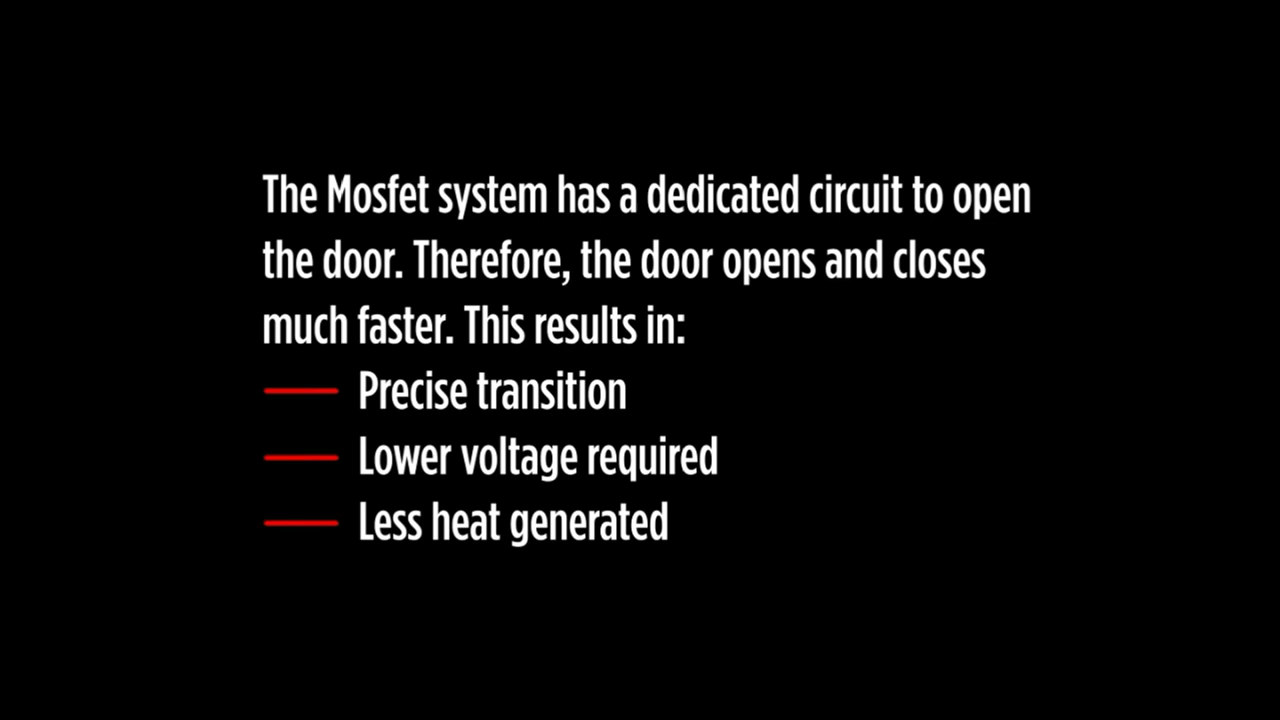 The Mosfet system has a dedicated circuit to open
the door. Therefore, the door opens and closes
much faster. This results in:
Precise transition
Lower voltage required
Less heat generated